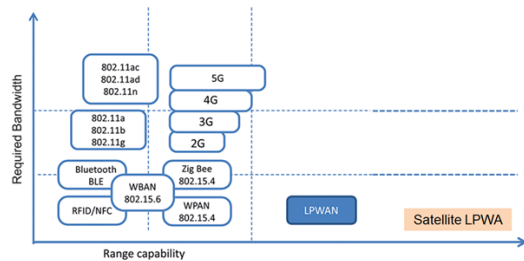 Required Bandwidth
802.11ac
802.11ad
802.11n
5G
4G
802.11a
802.11b
802.11g
3G
2G
Bluetooth
BLE
Zig Bee
802.15.4
WBAN
802.15.6
RFID/NFC
WPAN
802.15.4
LPWAN
Satellite LPWA
Range capability